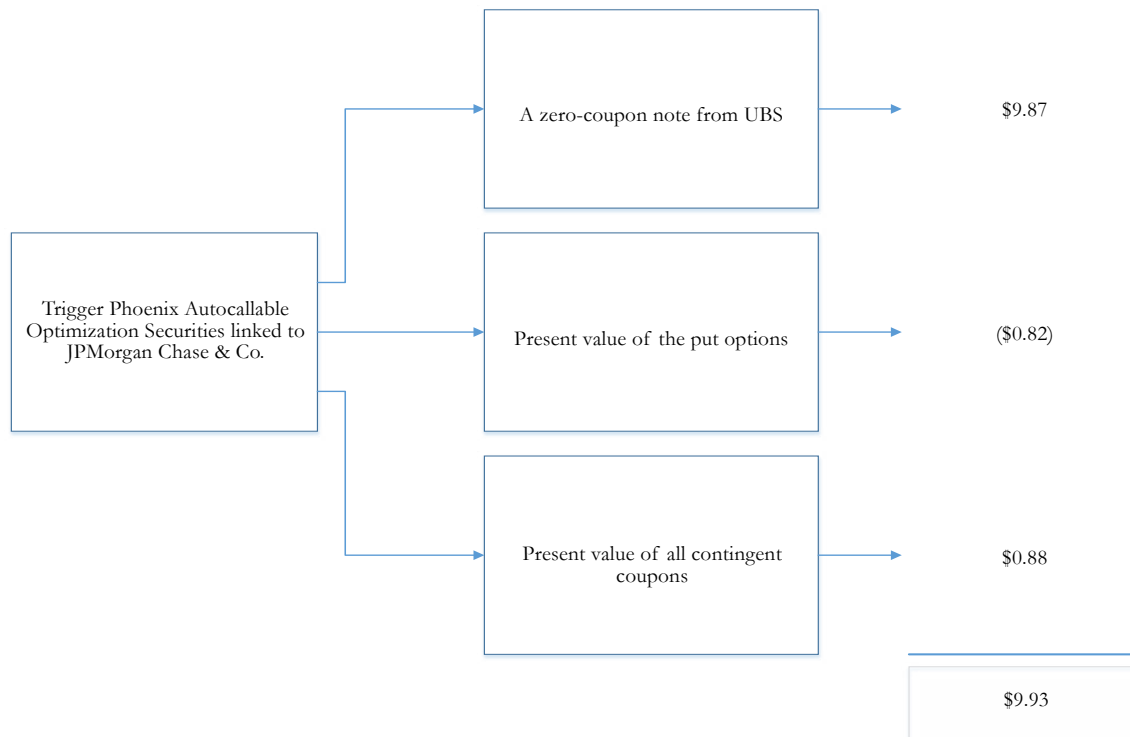 A zero-coupon note from UBS
$9.87
Trigger Phoenix Autocallable
Optimization Securities linked to
JPMorgan Chase & Co.
Present value of the put options
($0.82)
Present value of all contingent
coupons
$0.88
$9.93